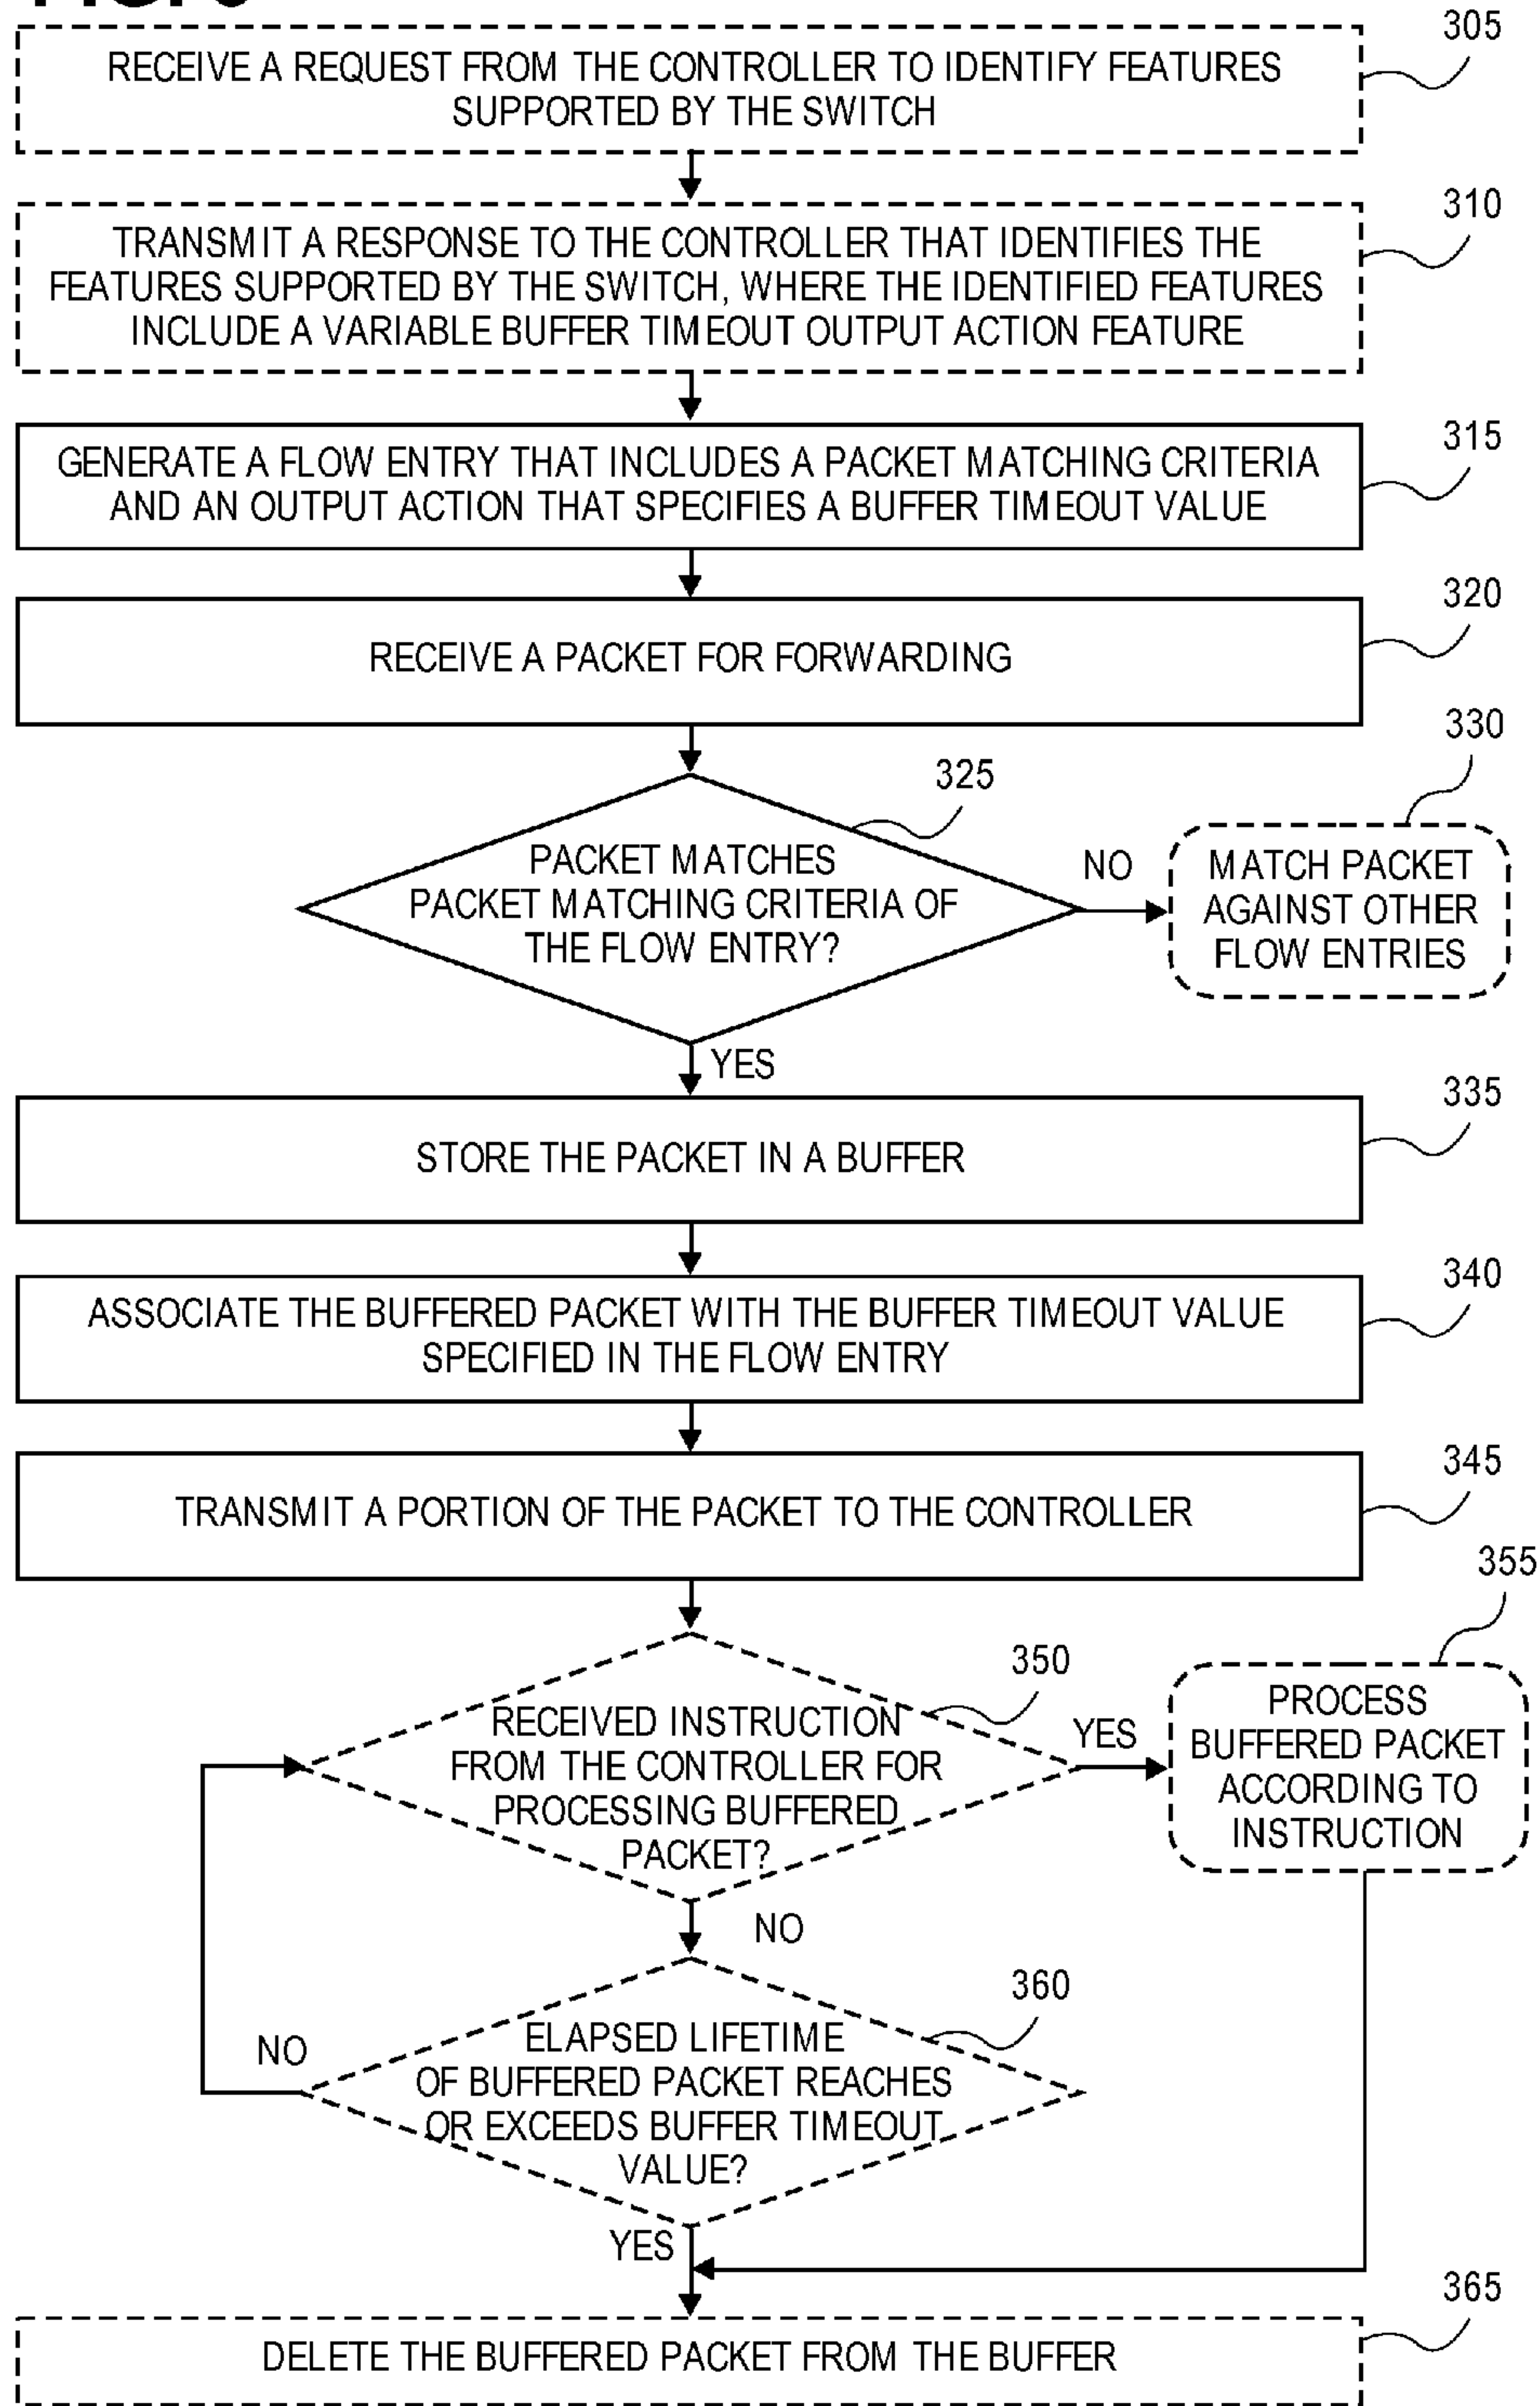 305
RECEIVE A REQUEST FROM THE CONTROLLER TO IDENTIFY FEATURES
SUPPORTED BY THE SWITCH
310
TRANSMIT A RESPONSE TO THE CONTROLLER THAT IDENTIFIES THE
FEATURES SUPPORTED BY THE SWITCH, WHERE THE IDENTIFIED FEATURES
INCLUDE A VARIABLE BUFFER TIMEOUT OUTPUT ACTION FEATURE
315
GENERATE A FLOW ENTRY THAT INCLUDES A PACKET MATCHING CRITERIA
AND AN OUTPUT ACTION THAT SPECIFIES A BUFFER TIMEOUT VALUE
320
RECEIVE A PACKET FOR FORWARDING
325
PACKET MATCHES
PACKET MATCHING CRITERIA OF
THE FLOW ENTRY?
NO
330
MATCH PACKET
AGAINST OTHER
FLOW ENTRIES
YES
335
STORE THE PACKET IN A BUFFER
340
ASSOCIATE THE BUFFERED PACKET WITH THE BUFFER TIMEOUT VALUE
SPECIFIED IN THE FLOW ENTRY
345
TRANSMIT A PORTION OF THE PACKET TO THE CONTROLLER
350
RECEIVED INSTRUCTION
FROM THE CONTROLLER FOR
PROCESSING BUFFERED
PACKET?
YES
355
PROCESS
BUFFERED PACKET
ACCORDING TO
INSTRUCTION
NO
360
ELAPSED LIFETIME
OF BUFFERED PACKET REACHES
OR EXCEEDS BUFFER TIMEOUT
VALUE?
NO
YES
365
DELETE THE BUFFERED PACKET FROM THE BUFFER